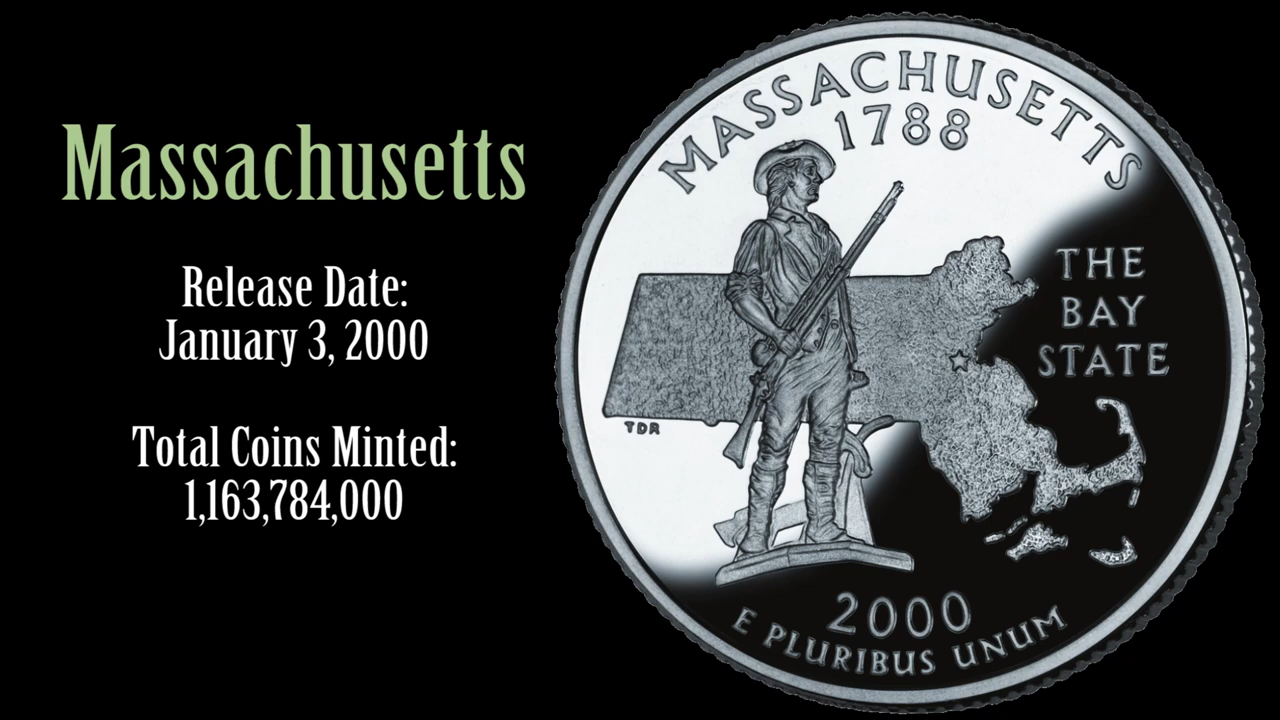 Massachusetts
Release Date:
January 3, 2000
Total Coins Minted:
1,163,784,000
MASSACHUSETTS
1788
THE
BAY
STATE
TDR
2000
E PLURIBUS UNUM